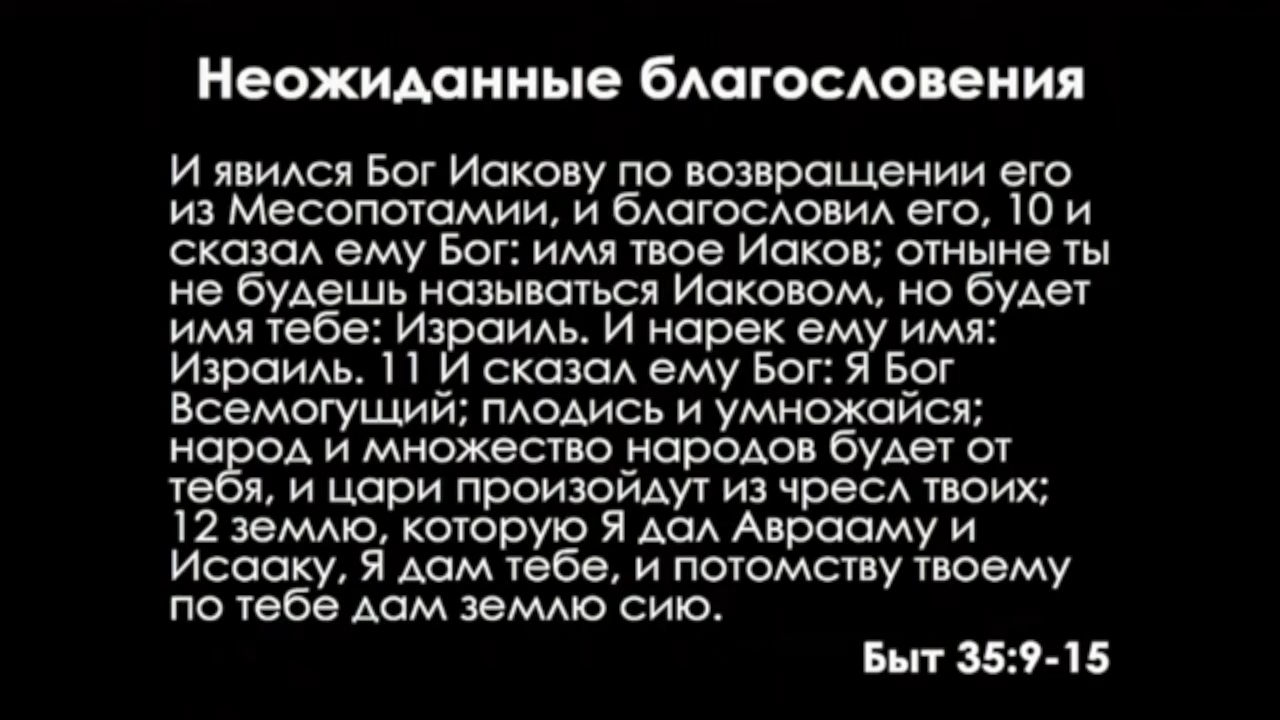 Неожиданные благословения
И явился Бог Иакову по возвращении его
из Месопотамии, и благословил его, 10 и
сказал ему Бог: имя твое Иаков; отныне ты
не будешь называться Иаковом, но будет
имя тебе: Израиль. И нарек ему имя:
Израиль. 11 И сказал ему Бог: Я Бог
Всемогущий; плодись и умножайся;
народ и множество народов будет от
тебя, и цари произойдут из чресл твоих;
12 землю, которую Я дал Аврааму и
Исааку, Я дам тебе, и потомству твоему
по тебе дам землю сию.
Быт 35:9-15